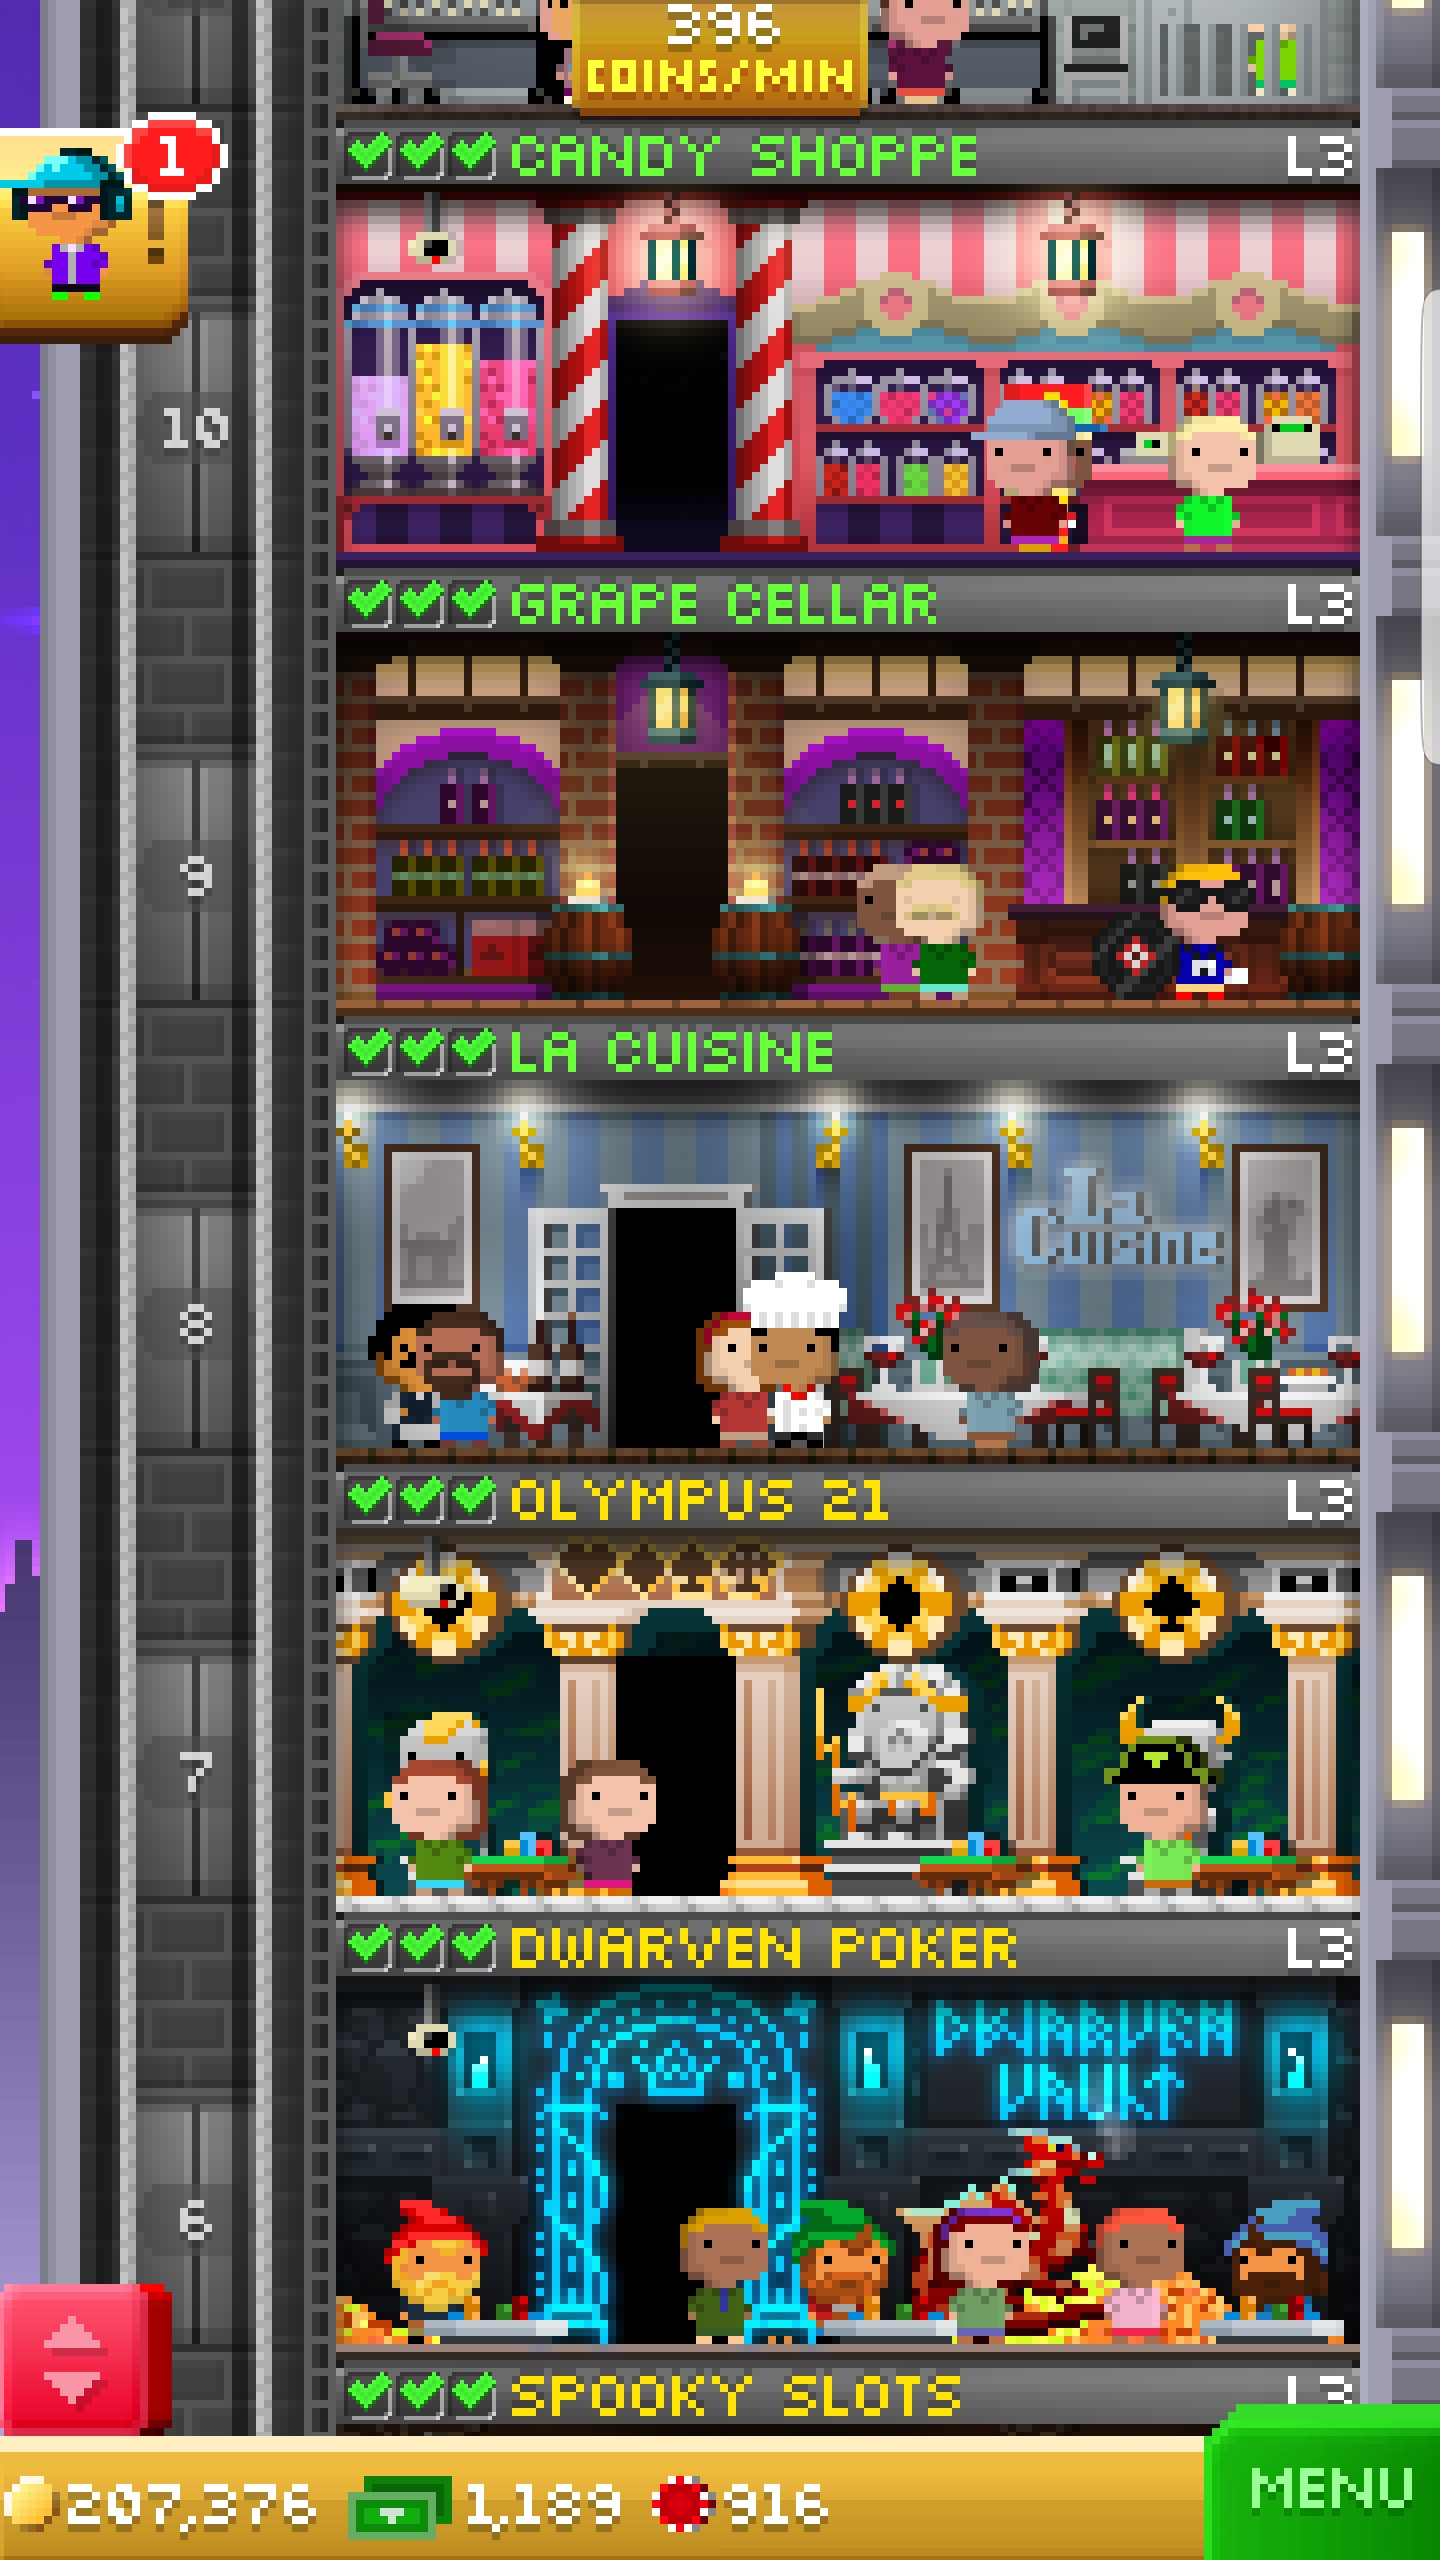 396
COINS/MIN
CANDY SHOPPE L3
1
10
GRAPE CELLAR L3
9
LA CUISINE L3
La
Cuisine
8
OLYMPUS 21 L3
7
DWARVEN POKER L3
DWARVEN
VAULT
6
SPOOKY SLOTS L3
207,376 1,189 916
MENU